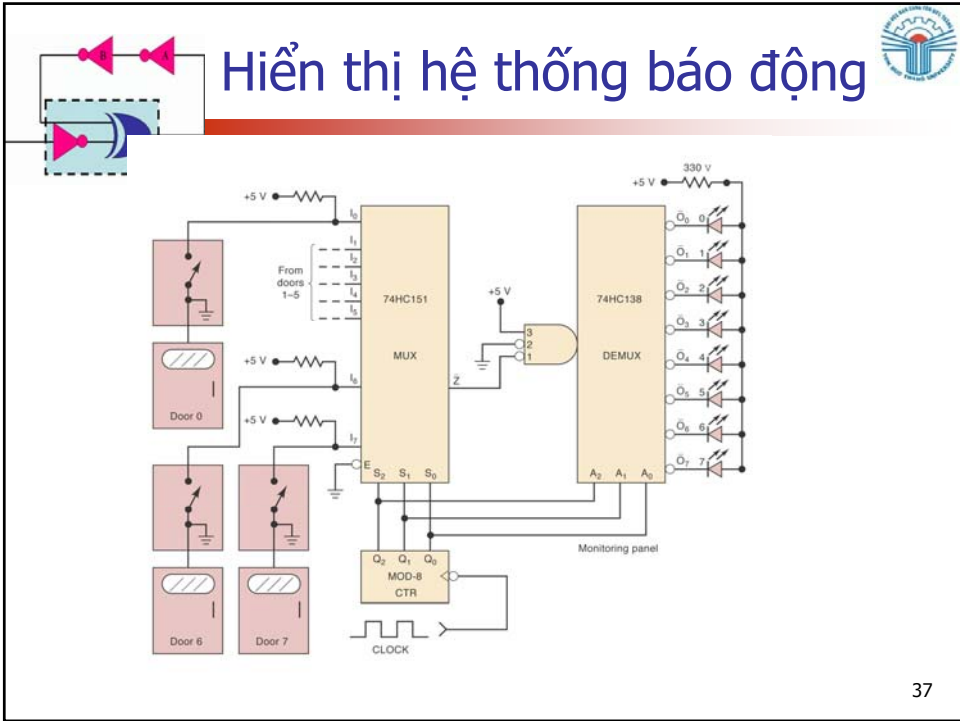 Hiển thị hệ thống báo động
B A
330 V
+5 V
+5 V
I0
I1
I2
I3
I4
I5
From
doors
1–5
74HC151
MUX
+5 V
I6
+5 V
I7
E
S2 S1 S0
Z̄
+5 V
3
2
1
74HC138
DEMUX
Ō0 0
Ō1 1
Ō2 2
Ō3 3
Ō4 4
Ō5 5
Ō6 6
Ō7 7
A2 A1 A0
Door 0
Door 6
Door 7
Q2 Q1 Q0
MOD-8
CTR
CLOCK
Monitoring panel
37